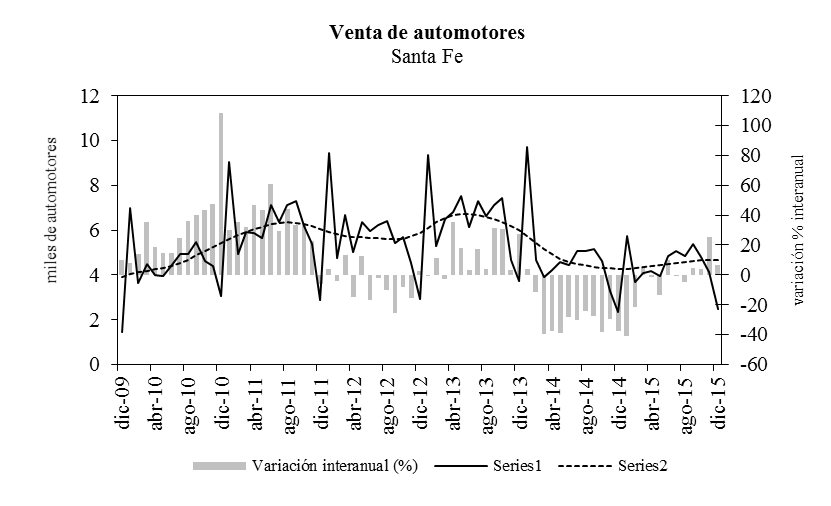 Venta de automotores
Santa Fe
miles de automotores
12
10
8
6
4
2
0
120
100
80
60
40
20
0
-20
-40
-60
variación % interanual
dic-09
abr-10
ago-10
dic-10
abr-11
ago-11
dic-11
abr-12
ago-12
dic-12
abr-13
ago-13
dic-13
abr-14
ago-14
dic-14
abr-15
ago-15
dic-15
Variación interanual (%)
Series1
Series2